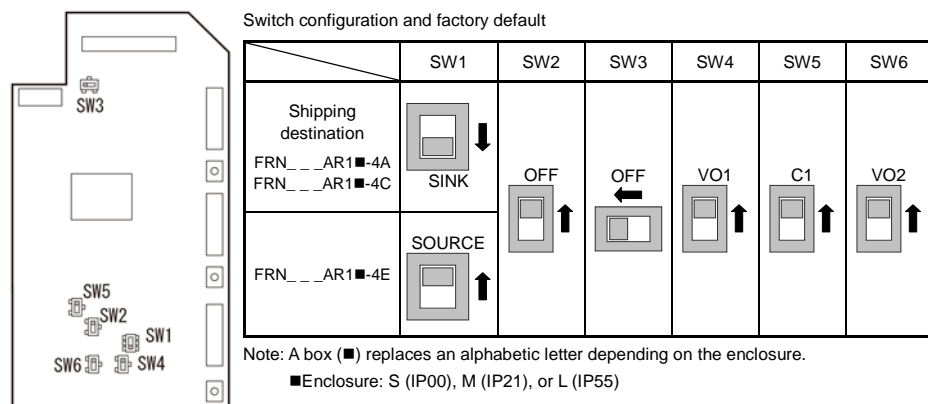 Switch configuration and factory default
SW1 SW2 SW3 SW4 SW5 SW6
Shipping
destination
FRN_ _ _AR1■-4A
FRN_ _ _AR1■-4C
SINK
OFF
OFF
VO1
C1
VO2
FRN_ _ _AR1■-4E
SOURCE
Note: A box (■) replaces an alphabetic letter depending on the enclosure.
■Enclosure: S (IP00), M (IP21), or L (IP55)
SW3
SW5
SW2
SW1
SW6
SW4